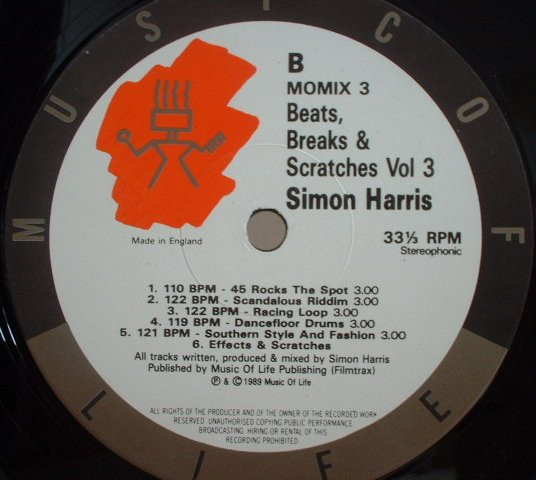 MUSIC OF LIFE
B
MOMIX 3
Beats,
Breaks &
Scratches Vol 3
Simon Harris
Made in England
33⅓ RPM
Stereophonic
1. 110 BPM - 45 Rocks The Spot 3.00
2. 122 BPM - Scandalous Riddim 3.00
3. 122 BPM - Racing Loop 3.00
4. 119 BPM - Dancefloor Drums 3.00
5. 121 BPM - Southern Style And Fashion 3.00
6. Effects & Scratches
All tracks written, produced & mixed by Simon Harris
Published by Music Of Life Publishing (Filmtrax)
Ⓟ & © 1989 Music Of Life
ALL RIGHTS OF THE PRODUCER AND OF THE OWNER OF THE RECORDED WORK
RESERVED. UNAUTHORISED COPYING PUBLIC PERFORMANCE
BROADCASTING. HIRING OR RENTAL OF THIS
RECORDING PROHIBITED